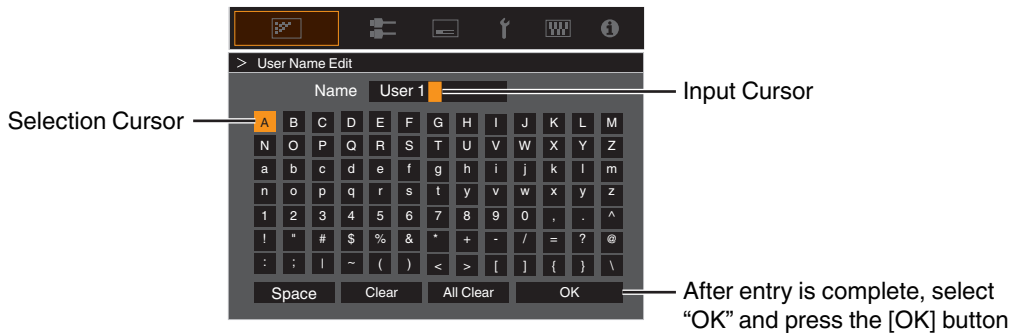 > User Name Edit
Name User 1
Input Cursor
Selection Cursor
A B C D E F G H I J K L M
N O P Q R S T U V W X Y Z
a b c d e f g h i j k l m
n o p q r s t y v w x y z
1 2 3 4 5 6 7 8 9 0 , . ^
! " # $ % & * + - / = ? @
: ; | ~ ( ) < > [ ] { } \
Space Clear All Clear OK
After entry is complete, select
“OK” and press the [OK] button